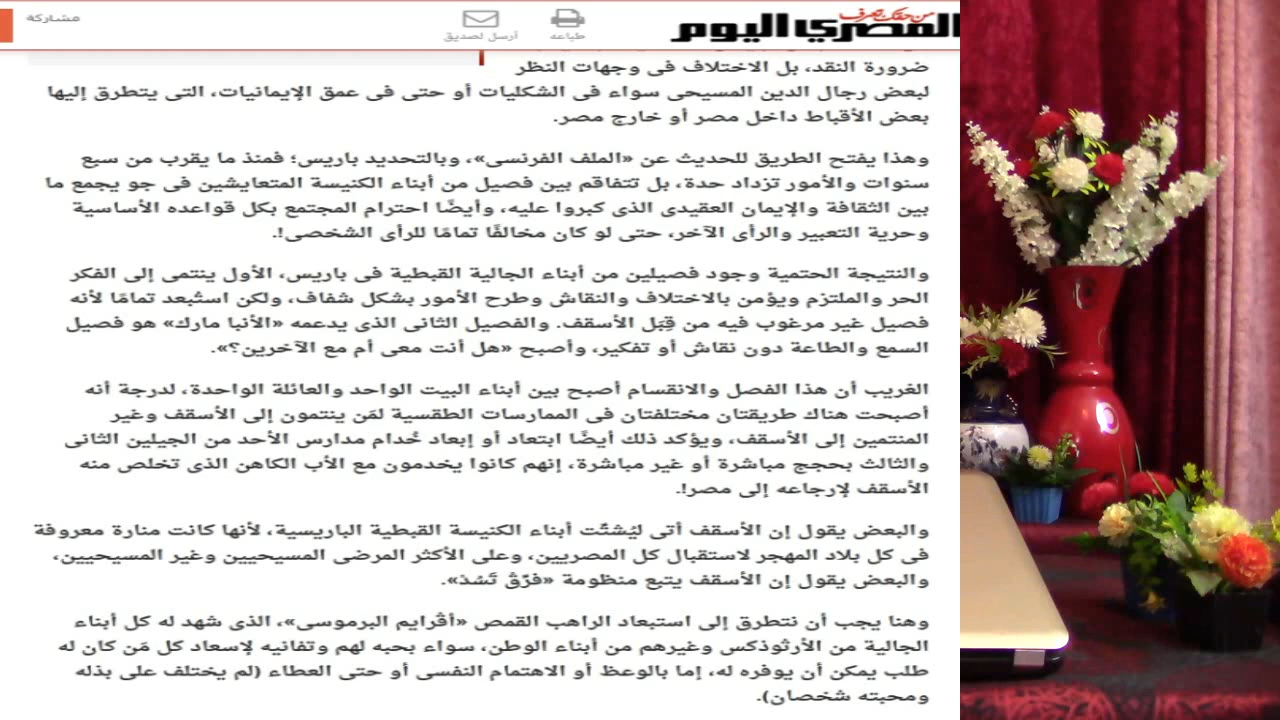 مشاركة
أرسل لصديق
طباعه
من حقك تعرف
المصري اليوم
ضرورة النقد، بل الاختلاف فى وجهات النظر
لبعض رجال الدين المسيحى سواء فى الشكليات أو حتى فى عمق الإيمانيات، التى يتطرق إليها
بعض الأقباط داخل مصر أو خارج مصر.
وهذا يفتح الطريق للحديث عن «الملف الفرنسى»، وبالتحديد باريس؛ فمنذ ما يقرب من سبع
سنوات والأمور تزداد حدة، بل تتفاقم بين فصيل من أبناء الكنيسة المتعايشين فى جو يجمع ما
بين الثقافة والإيمان العقيدى الذى كبروا عليه، وأيضًا احترام المجتمع بكل قواعده الأساسية
وحرية التعبير والرأى الآخر، حتى لو كان مخالفًا تمامًا للرأى الشخصى!.
والنتيجة الحتمية وجود فصيلين من أبناء الجالية القبطية فى باريس، الأول ينتمى إلى الفكر
الحر والملتزم ويؤمن بالاختلاف والنقاش وطرح الأمور بشكل شفاف، ولكن استُبعد تمامًا لأنه
فصيل غير مرغوب فيه من قِبَل الأسقف. والفصيل الثانى الذى يدعمه «الأنبا مارك» هو فصيل
السمع والطاعة دون نقاش أو تفكير، وأصبح «هل أنت معى أم مع الآخرين؟».
الغريب أن هذا الفصل والانقسام أصبح بين أبناء البيت الواحد والعائلة الواحدة، لدرجة أنه
أصبحت هناك طريقتان مختلفتان فى الممارسات الطقسية لمَن ينتمون إلى الأسقف وغير
المنتمين إلى الأسقف، ويؤكد ذلك أيضًا ابتعاد أو إبعاد خُدام مدارس الأحد من الجيلين الثانى
والثالث بحجج مباشرة أو غير مباشرة، إنهم كانوا يخدمون مع الأب الكاهن الذى تخلص منه
الأسقف لإرجاعه إلى مصر!.
والبعض يقول إن الأسقف أتى ليُشتّت أبناء الكنيسة القبطية الباريسية، لأنها كانت منارة معروفة
فى كل بلاد المهجر لاستقبال كل المصريين، وعلى الأكثر المرضى المسيحيين وغير المسيحيين،
والبعض يقول إن الأسقف يتبع منظومة «فرّقْ تَسُدْ».
وهنا يجب أن نتطرق إلى استبعاد الراهب القمص «أڤرايم البرموسى»، الذى شهد له كل أبناء
الجالية من الأرثوذكس وغيرهم من أبناء الوطن، سواء بحبه لهم وتفانيه لإسعاد كل مَن كان له
طلب يمكن أن يوفره له، إما بالوعظ أو الاهتمام النفسى أو حتى العطاء (لم يختلف على بذله
ومحبته شخصان).